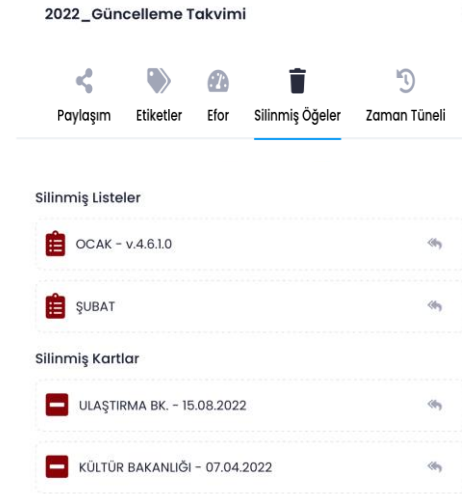 2022_Güncelleme Takvimi
Paylaşım Etiketler Efor Silinmiş Öğeler Zaman Tüneli
Silinmiş Listeler
OCAK - v.4.6.1.0
ŞUBAT
Silinmiş Kartlar
ULAŞTIRMA BK. - 15.08.2022
KÜLTÜR BAKANLIĞI - 07.04.2022